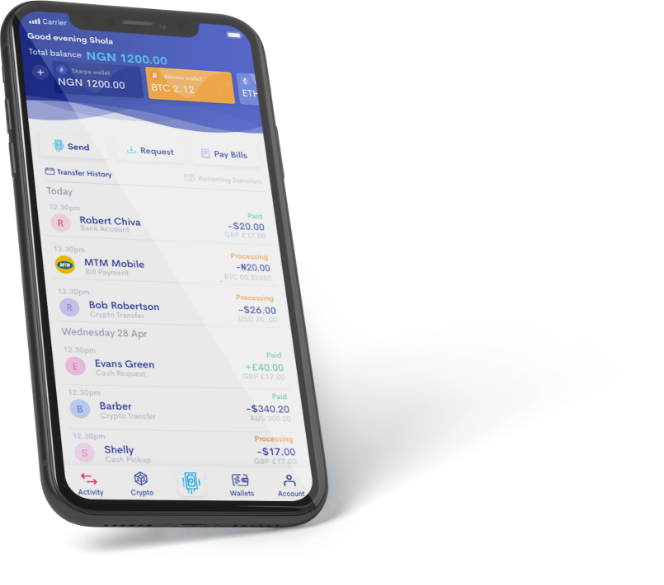 Carrier
Good evening Shola
Total balance NGN 1200.00
Sharpa wallet
NGN 1200.00
Bitcoin wallet
BTC 2.12
ETH
Send
Request
Pay Bills
Transfer History
Recurring Transfers
Today
12.30pm
Paid
R
Robert Chiva
-$20.00
Bank Account
GBP £17.00
12.30pm
Processing
MTN
MTM Mobile
-₦20.00
Bill Payment
12.30pm
Processing
R
Bob Robertson
-$26.00
Crypto Transfer
USD 26.00
Wednesday 28 Apr
12.30pm
Paid
E
Evans Green
+£40.00
Cash Request
GBP £17.00
12.30pm
Paid
B
Barber
-$340.20
Crypto Transfer
12.30pm
Processing
S
Shelly
-$17.00
Cash Pickup
GBP £17.00
Activity
Crypto
Wallets
Account